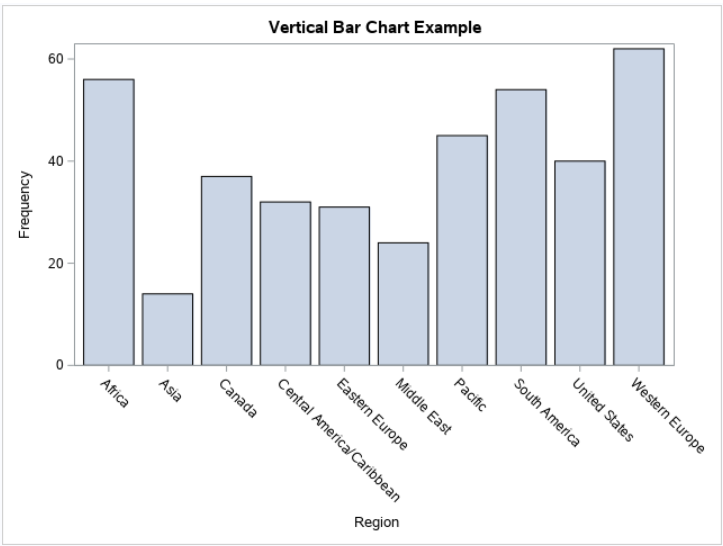 Vertical Bar Chart Example
60
40
20
0
Frequency
Africa
Asia
Canada
Central America/Caribbean
Eastern Europe
Middle East
Pacific
South America
United States
Western Europe
Region